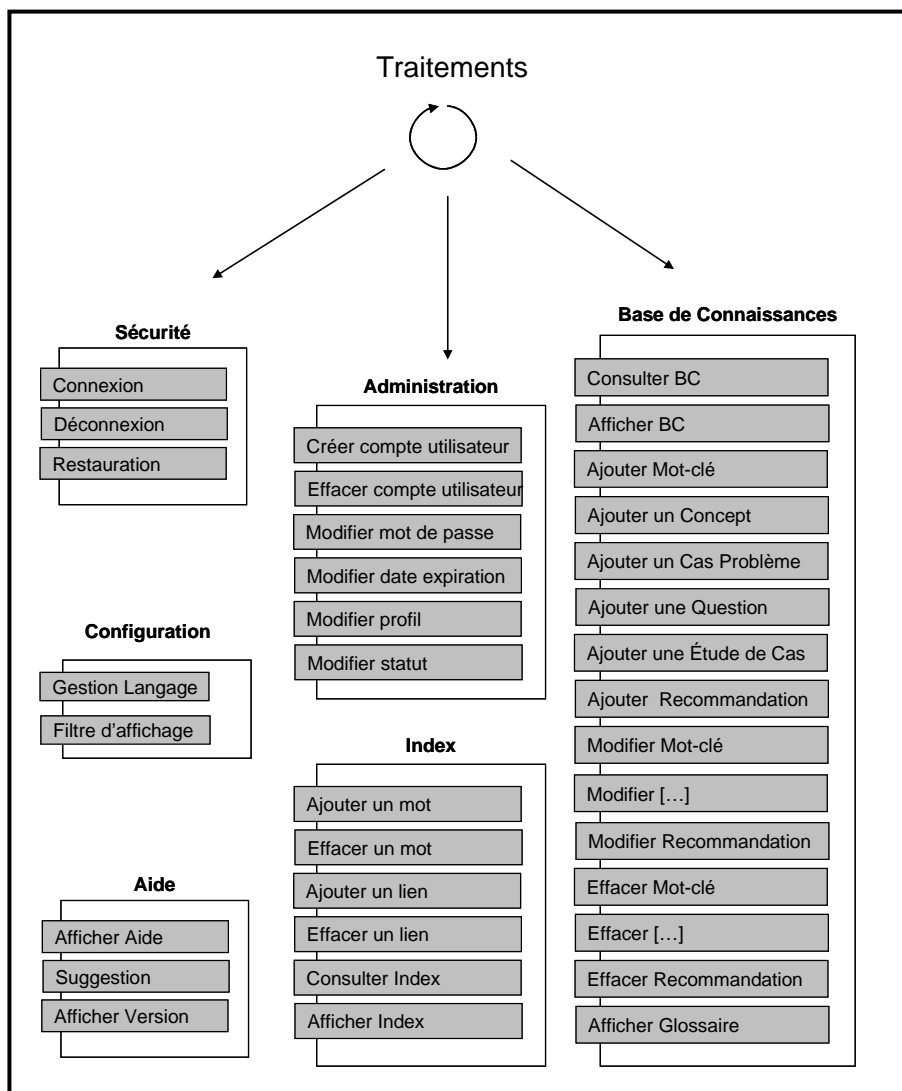 Traitements
Sécurité
Connexion
Déconnexion
Restauration
Configuration
Gestion Langage
Filtre d'affichage
Aide
Afficher Aide
Suggestion
Afficher Version
Administration
Créer compte utilisateur
Effacer compte utilisateur
Modifier mot de passe
Modifier date expiration
Modifier profil
Modifier statut
Index
Ajouter un mot
Effacer un mot
Ajouter un lien
Effacer un lien
Consulter Index
Afficher Index
Base de Connaissances
Consulter BC
Afficher BC
Ajouter Mot-clé
Ajouter un Concept
Ajouter un Cas Problème
Ajouter une Question
Ajouter une Étude de Cas
Ajouter  Recommandation
Modifier Mot-clé
Modifier […]
Modifier Recommandation
Effacer Mot-clé
Effacer […]
Effacer Recommandation
Afficher Glossaire